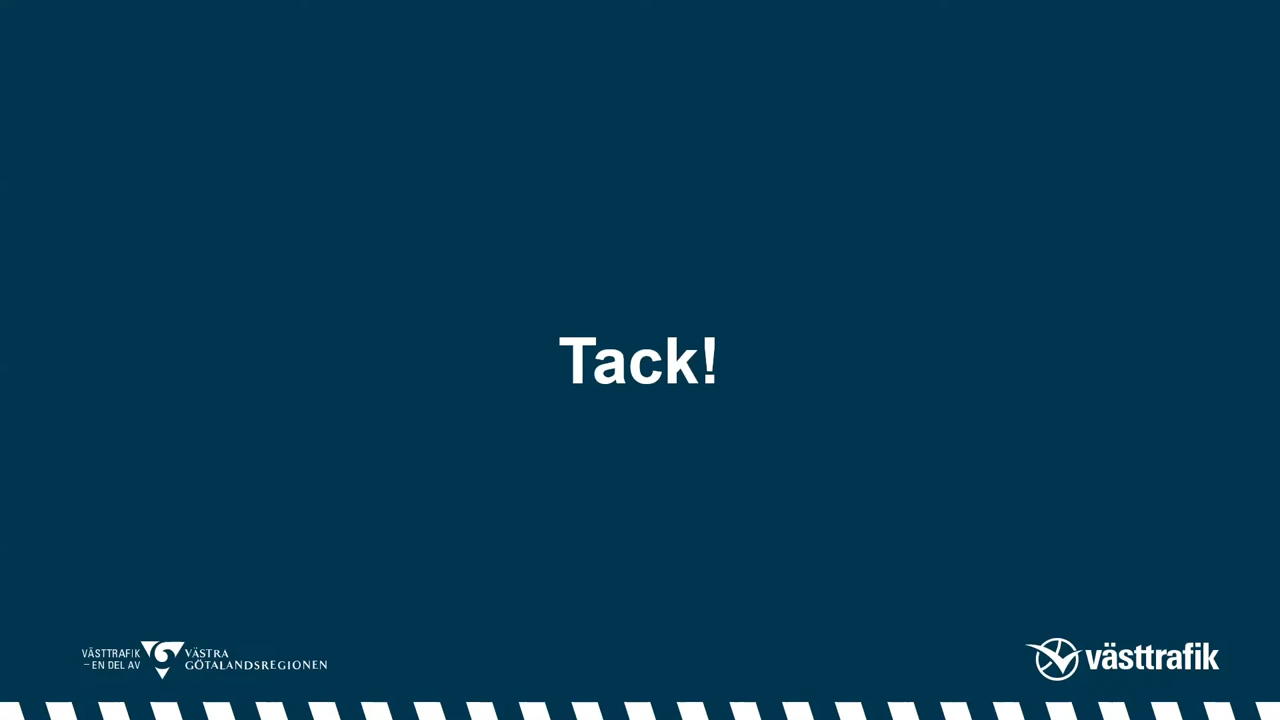 Tack!
VÄSTTRAFIK
– EN DEL AV
VÄSTRA
GÖTALANDSREGIONEN
västtrafik